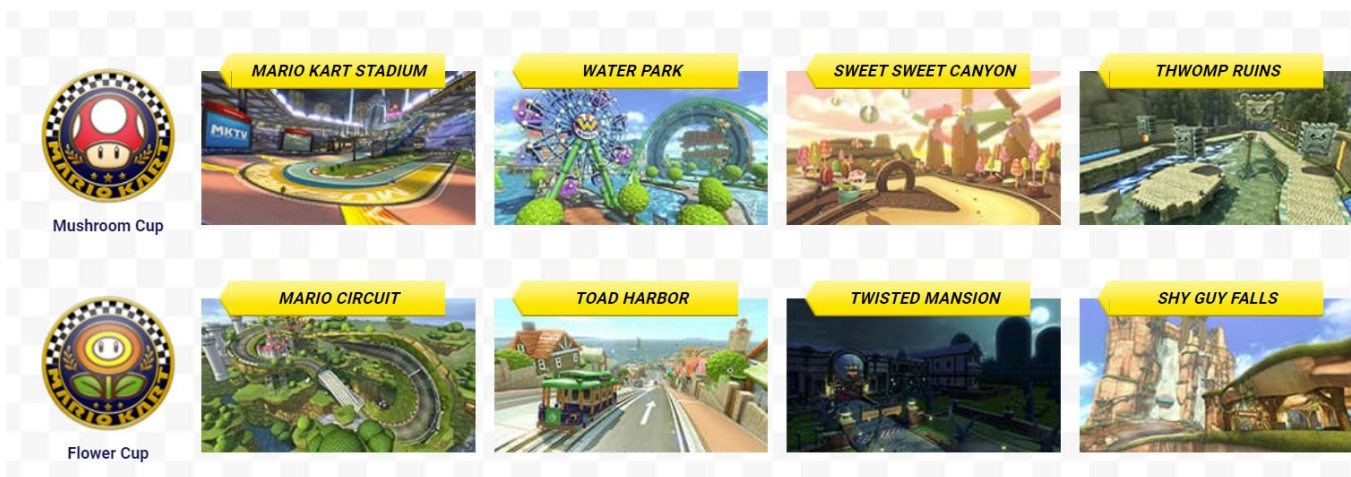 MARIO KART STADIUM
WATER PARK
SWEET SWEET CANYON
THWOMP RUINS
MKTV
MARIO KART
Mushroom Cup
MARIO CIRCUIT
TOAD HARBOR
TWISTED MANSION
SHY GUY FALLS
MARIO KART
Flower Cup